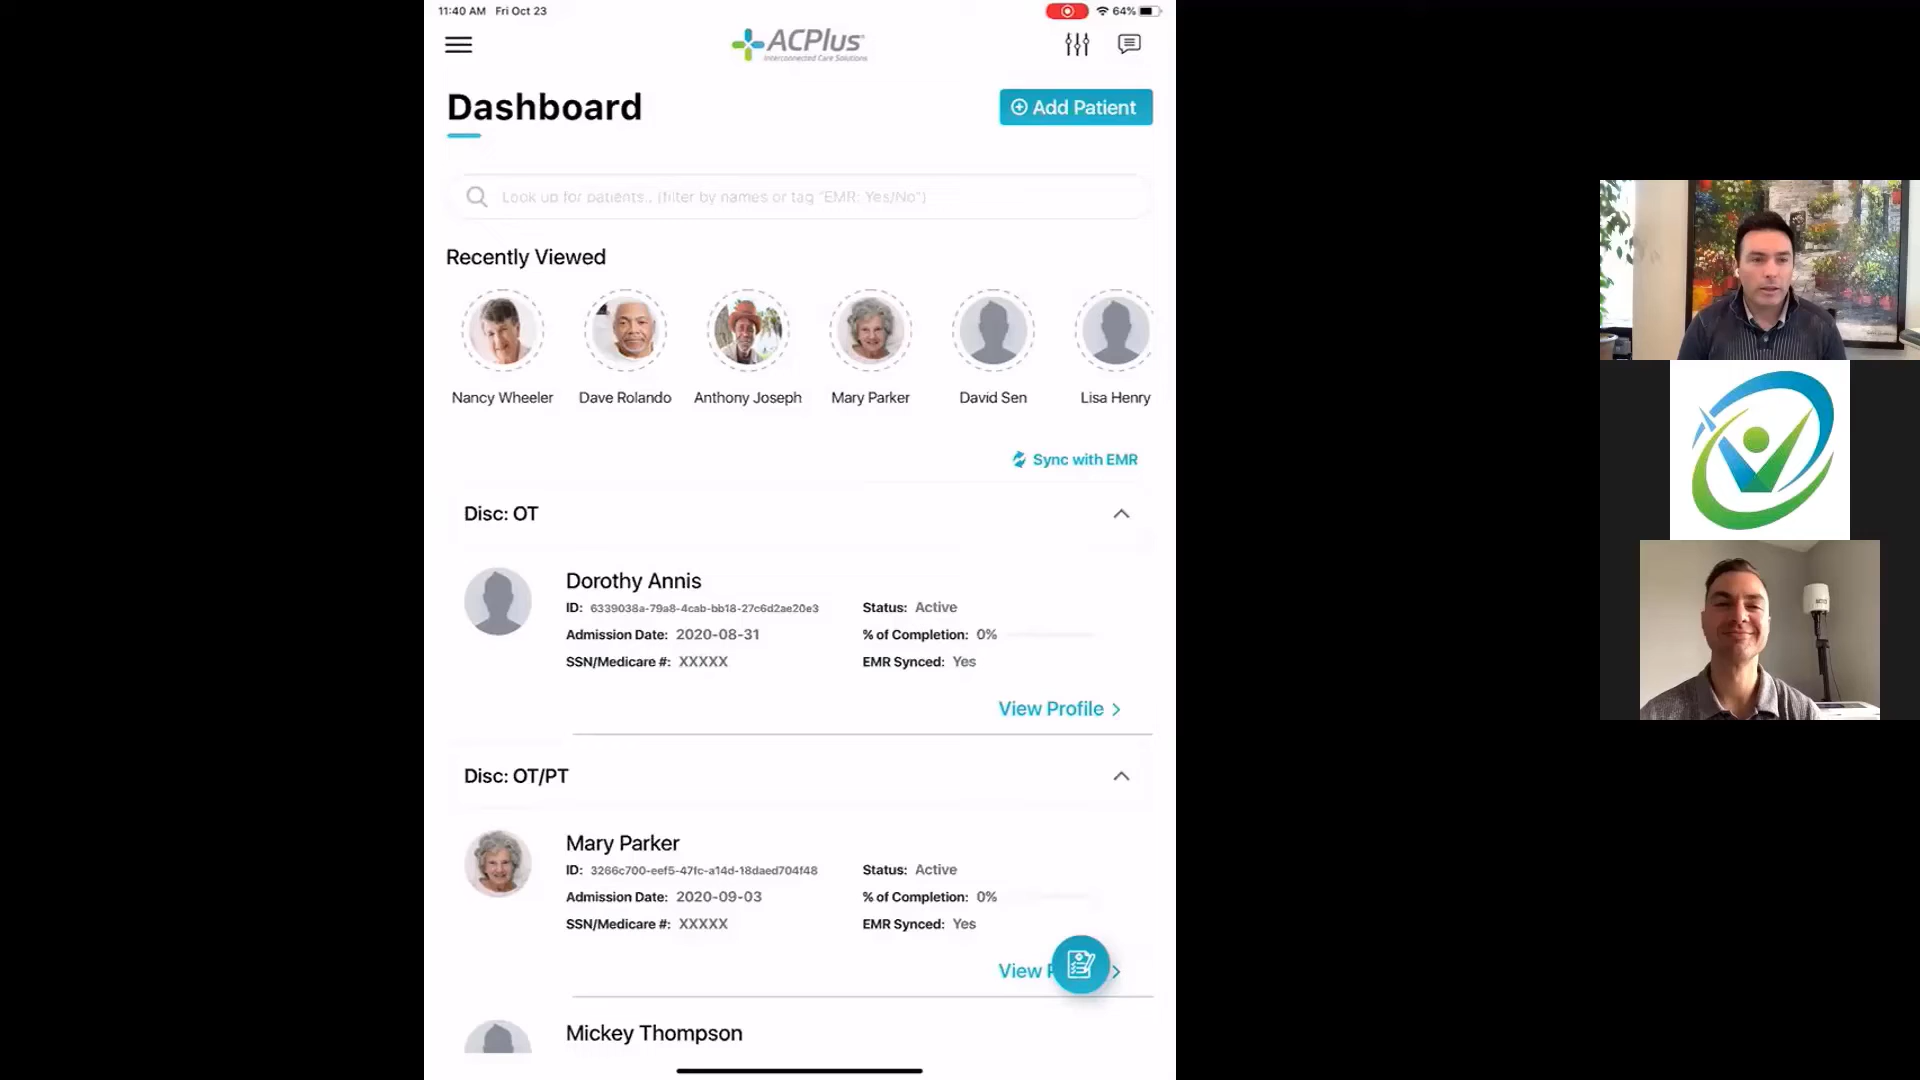 11:40 AM Fri Oct 23
64%
ACPlus
Interconnected Care Solutions
Dashboard
Add Patient
Look up for patients.. (filter by names or tag "EMR: Yes/No")
Recently Viewed
Nancy Wheeler
Dave Rolando
Anthony Joseph
Mary Parker
David Sen
Lisa Henry
Sync with EMR
Disc: OT
Dorothy Annis
ID: 6339038a-79a8-4cab-bb18-27c6d2ae20e3
Status: Active
Admission Date: 2020-08-31
% of Completion: 0%
SSN/Medicare #: XXXXX
EMR Synced: Yes
View Profile
Disc: OT/PT
Mary Parker
ID: 3266c700-eef5-47fc-a14d-18daed704f48
Status: Active
Admission Date: 2020-09-03
% of Completion: 0%
SSN/Medicare #: XXXXX
EMR Synced: Yes
View
Mickey Thompson